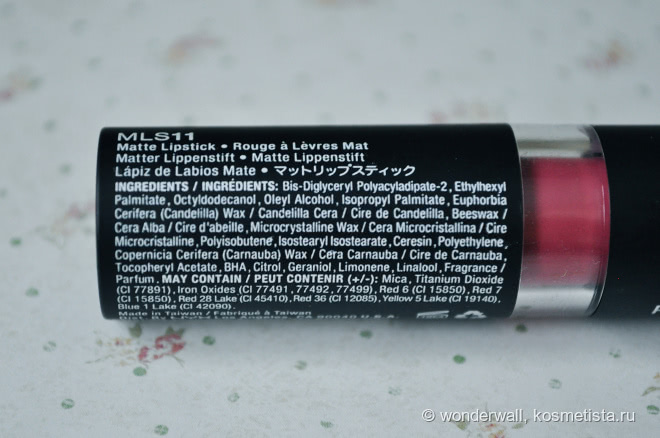 MLS11
Matte Lipstick • Rouge à Lèvres Mat
Matter Lippenstift • Matte Lippenstift
Lápiz de Labios Mate • マットリップスティック
INGREDIENTS / INGRÉDIENTS: Bis-Diglyceryl Polyacyladipate-2, Ethylhexyl
Palmitate, Octyldodecanol, Oleyl Alcohol, Isopropyl Palmitate, Euphorbia
Cerifera (Candelilla) Wax / Candelilla Cera / Cire de Candelilla, Beeswax /
Cera Alba / Cire d'abeille, Microcrystalline Wax / Cera Microcristallina / Cire
Microcristalline, Polyisobutene, Isostearyl Isostearate, Ceresin, Polyethylene,
Copernicia Cerifera (Carnauba) Wax / Cera Carnauba / Cire de Carnauba,
Tocopheryl Acetate, BHA, Citrol, Geraniol, Limonene, Linalool, Fragrance /
Parfum. MAY CONTAIN / PEUT CONTENIR (+/-): Mica, Titanium Dioxide
(CI 77891), Iron Oxides (CI 77491, 77492, 77499), Red 6 (CI 15850), Red 7
(CI 15850), Red 28 Lake (CI 45410), Red 36 (CI 12085), Yellow 5 Lake (CI 19140),
Blue 1 Lake (CI 42090).
Made in Taiwan / Fabriqué à Taiwan
Los Angeles, CA 90040 U.S.A.
© wonderwall, kosmetista.ru